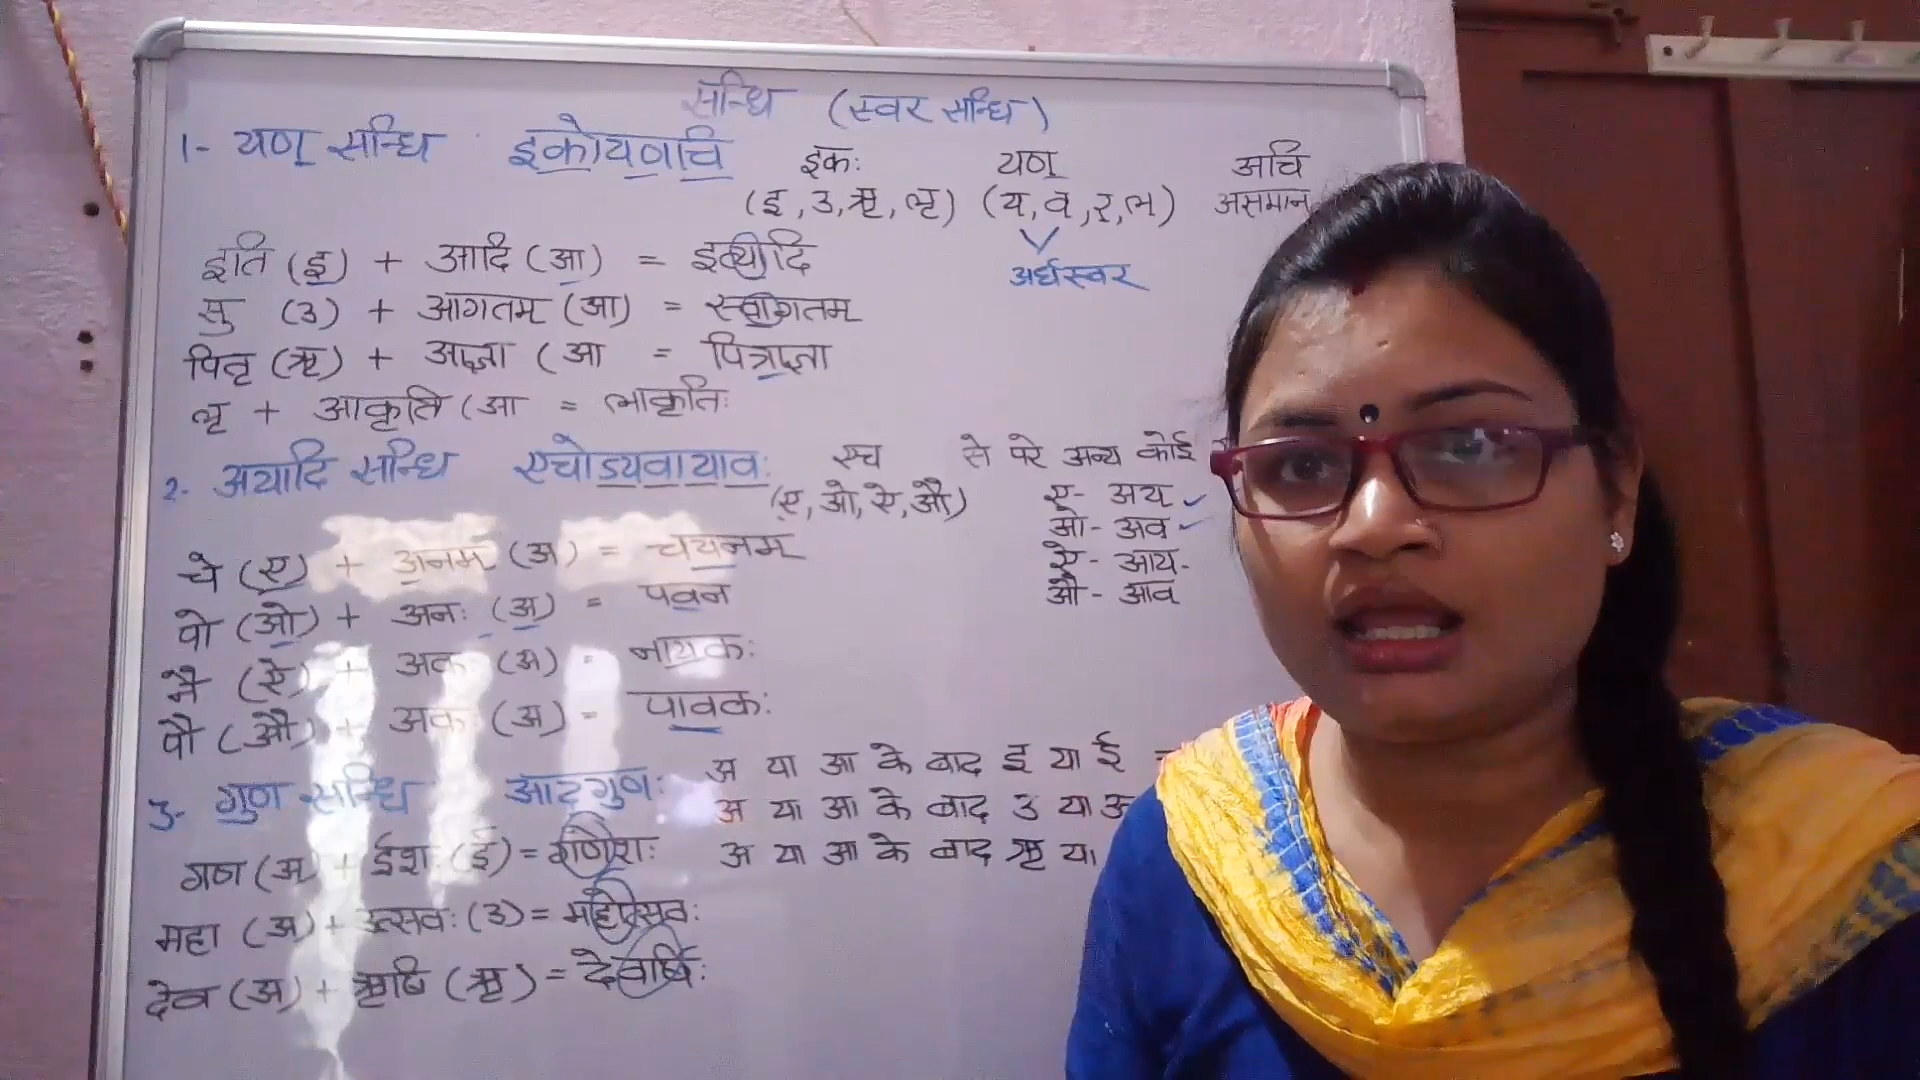 सन्धि (स्वर सन्धि)
1- यण् सन्धि इकोयणचि
इकः यण् अचि
(इ, उ, ऋ, लृ) (य, व, र, ल) असमान
अर्धस्वर
इति (इ) + आदि (आ) = इत्यादि
सु (उ) + आगतम (आ) = स्वागतम
पितृ (ऋ) + आज्ञा (आ = पित्राज्ञा
लृ + आकृति (आ = लाकृतिः
2- अयादि सन्धि एचोऽयवायावः एच से परे अन्य कोई
(ए, ओ, ऐ, औ)
ए- अय
ओ- अव
ऐ- आय-
औ- आव
चे (ए) + अनम (अ) = चयनम
पो (ओ) + अनः (अ) = पवन
नै (ऐ) + अक (अ) - नायकः
पौ (औ) + अक (अ) - पावकः
3- गुण सन्धि आद्गुणः
अ या आ के बाद इ या ई =
अ या आ के बाद उ या ऊ
अ या आ के बाद ऋ या
गण (अ) + ईश (ई) = गणेशः
महा (अ) + उत्सवः (उ) = महोत्सवः
देव (अ) + ऋषि (ऋ) = देवर्षिः